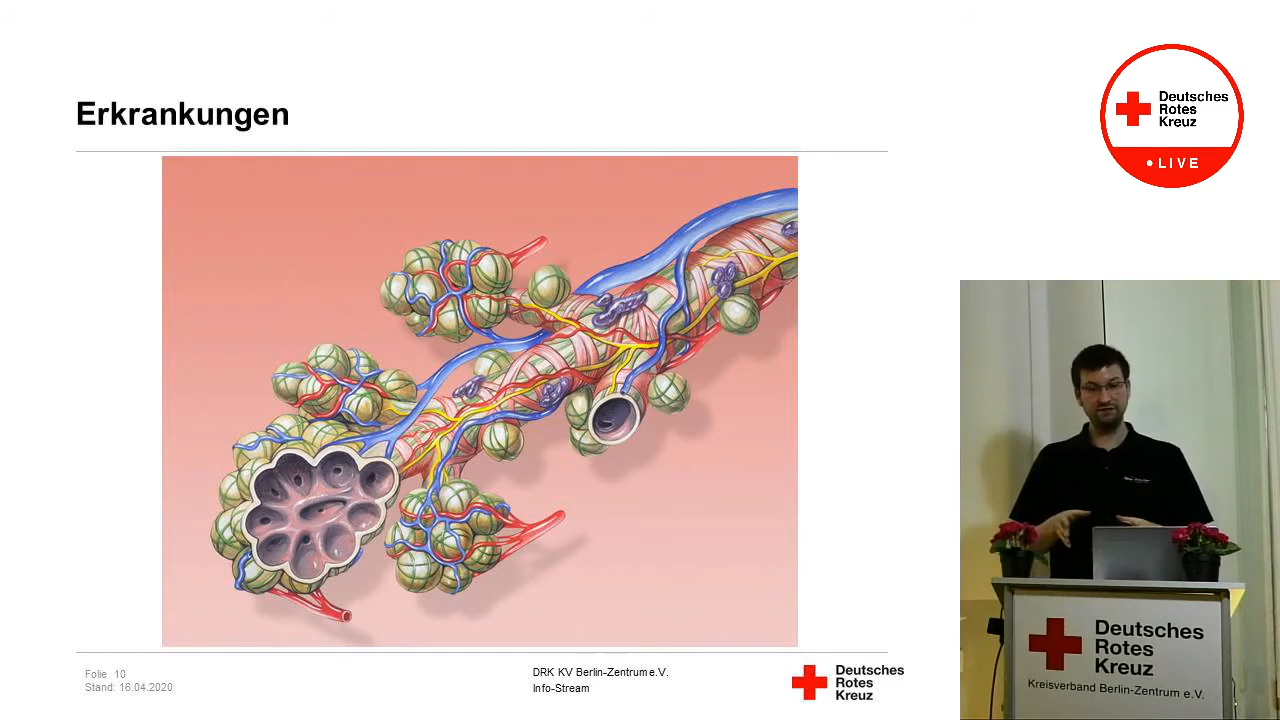 Erkrankungen
Deutsches
Rotes
Kreuz
• LIVE
Folie 10
Stand: 16.04.2020
DRK KV Berlin-Zentrum e.V.
Info-Stream
Deutsches
Rotes
Kreuz
Deutsches
Rotes
Kreuz
Kreisverband Berlin-Zentrum e.V.